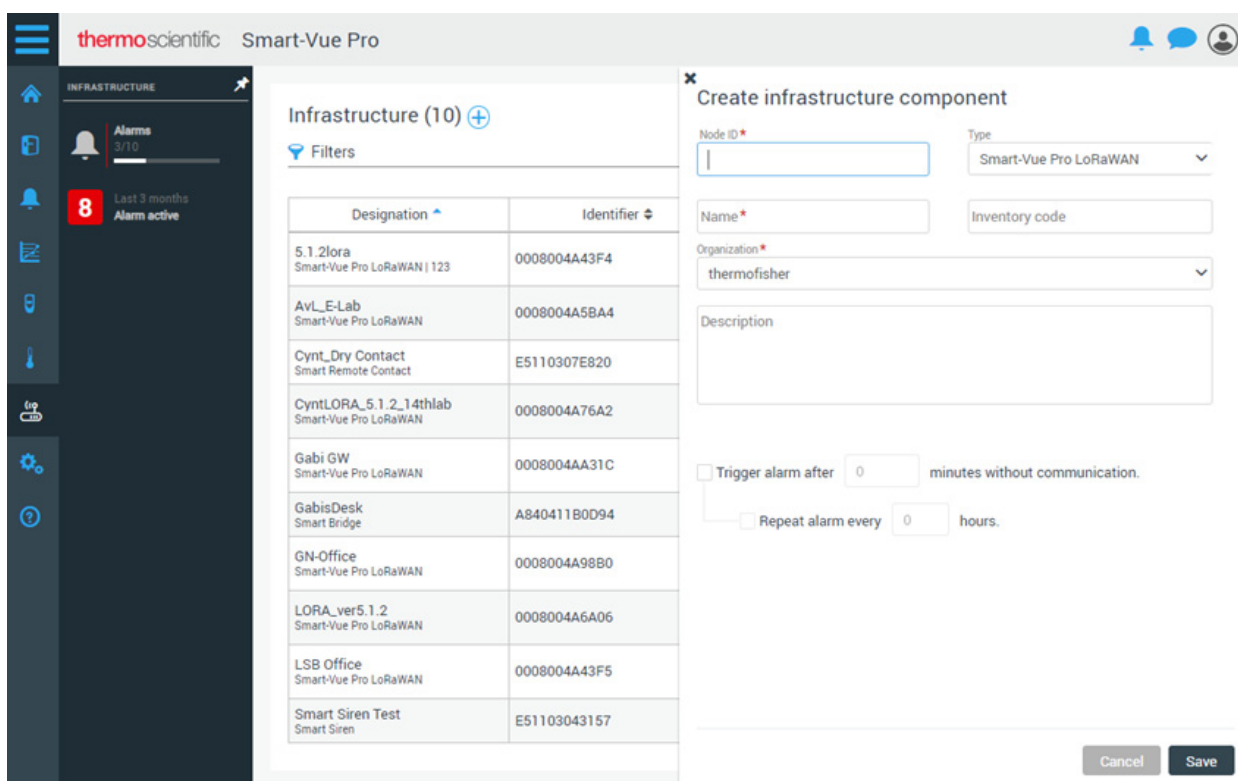 thermoscientific Smart-Vue Pro
INFRASTRUCTURE
Alarms
3/10
8
Last 3 months
Alarm active
Infrastructure (10)
Filters
Designation Identifier
5.1.2lora
Smart-Vue Pro LoRaWAN | 123
0008004A43F4
AvL_E-Lab
Smart-Vue Pro LoRaWAN
0008004A5BA4
Cynt_Dry Contact
Smart Remote Contact
E5110307E820
CyntLORA_5.1.2_14thlab
Smart-Vue Pro LoRaWAN
0008004A76A2
Gabi GW
Smart-Vue Pro LoRaWAN
0008004AA31C
GabisDesk
Smart Bridge
A840411B0D94
GN-Office
Smart-Vue Pro LoRaWAN
0008004A98B0
LORA_ver5.1.2
Smart-Vue Pro LoRaWAN
0008004A6A06
LSB Office
Smart-Vue Pro LoRaWAN
0008004A43F5
Smart Siren Test
Smart Siren
E51103043157
Create infrastructure component
Node ID* Type
Smart-Vue Pro LoRaWAN
Name* Inventory code
Organization*
thermofisher
Description
Trigger alarm after 0 minutes without communication.
Repeat alarm every 0 hours.
Cancel Save